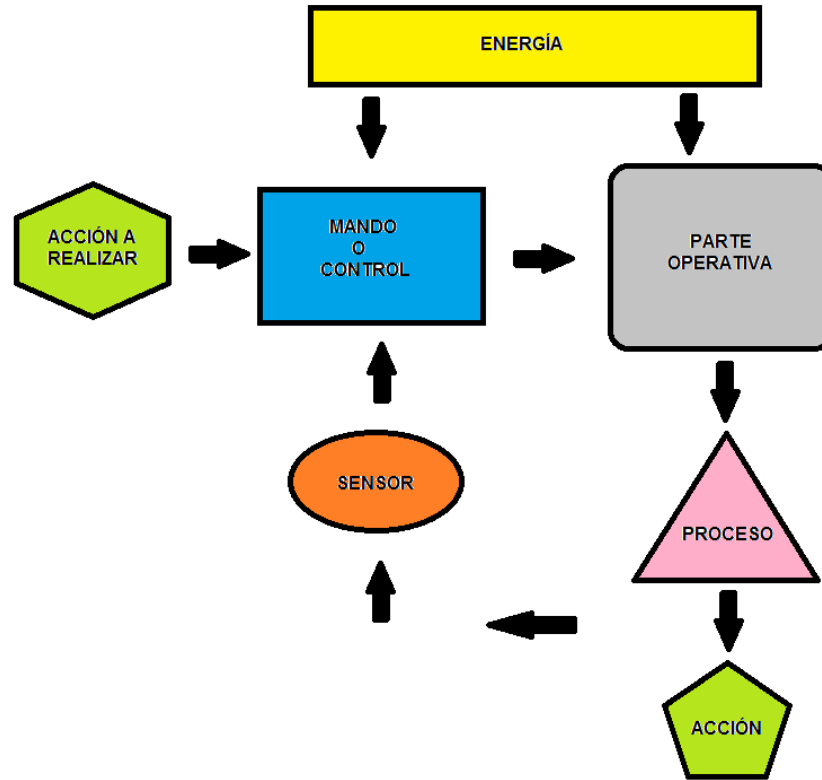 ENERGÍA
ACCIÓN A
REALIZAR
MANDO
O
CONTROL
PARTE
OPERATIVA
SENSOR
PROCESO
ACCIÓN